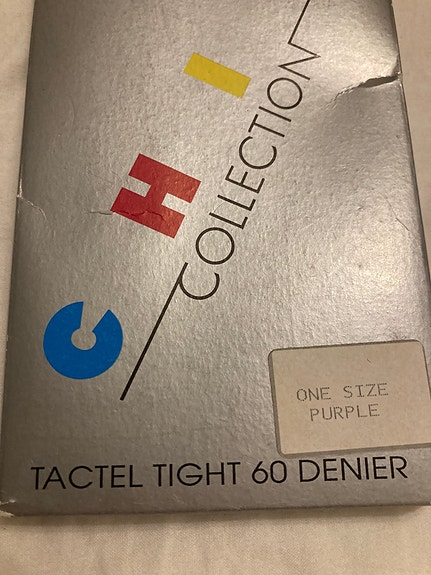 CHI
COLLECTION
ONE SIZE
PURPLE
TACTEL TIGHT 60 DENIER